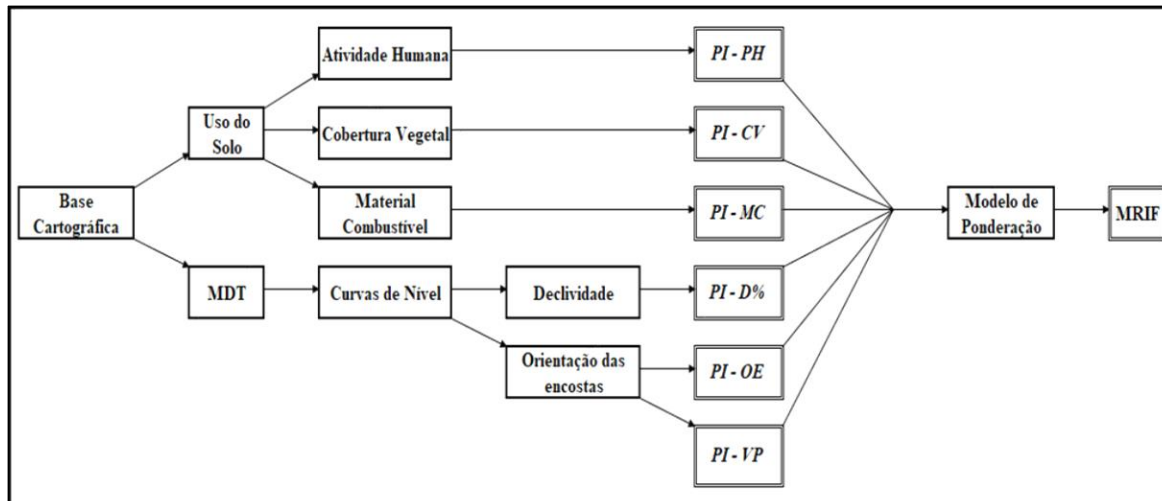 Atividade Humana
PI - PH
Uso do
Solo
Cobertura Vegetal
PI - CV
Base
Cartográfica
Material
Combustível
PI - MC
Modelo de
Ponderação
MRIF
MDT
Curvas de Nível
Declividade
PI - D%
Orientação das
encostas
PI - OE
PI - VP